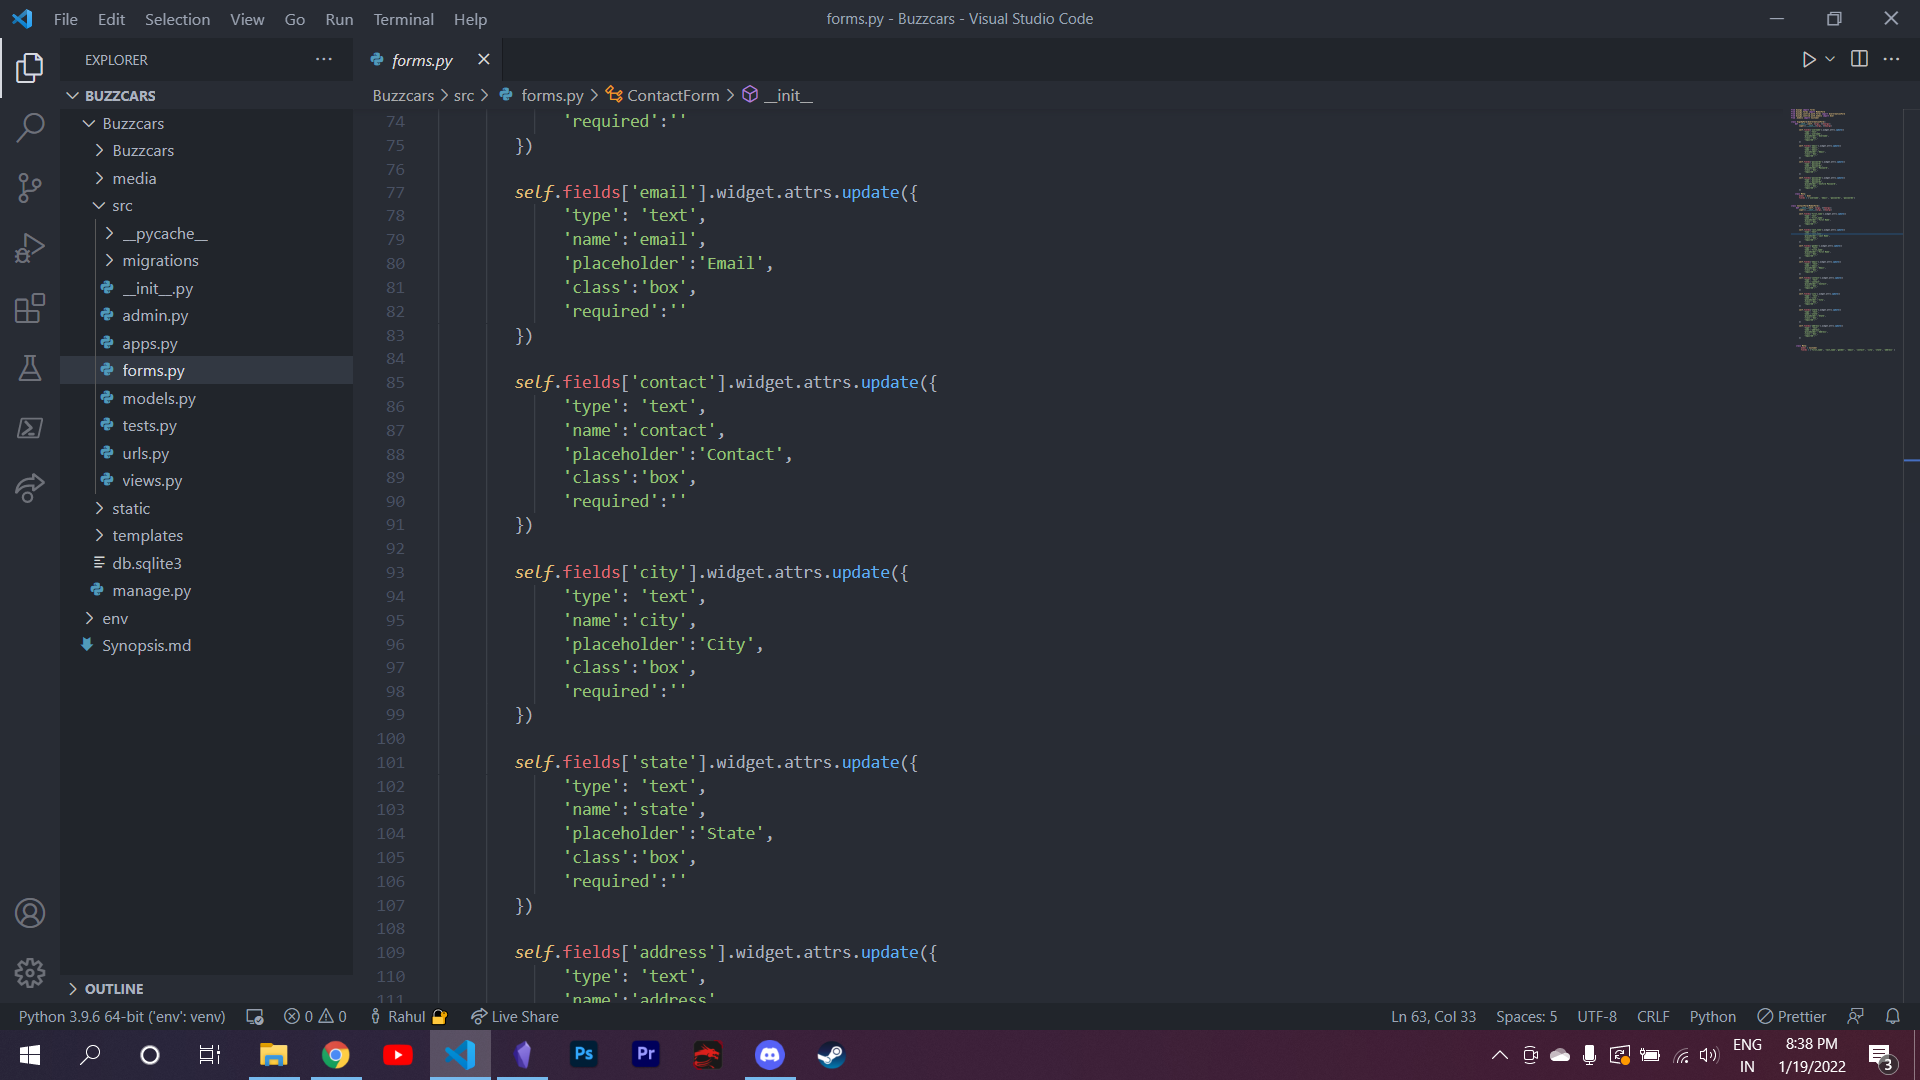 File Edit Selection View Go Run Terminal Help
forms.py - Buzzcars - Visual Studio Code
EXPLORER
forms.py
BUZZCARS
Buzzcars
Buzzcars
media
src
__pycache__
migrations
__init__.py
admin.py
apps.py
forms.py
models.py
tests.py
urls.py
views.py
static
templates
db.sqlite3
manage.py
env
Synopsis.md
OUTLINE
Buzzcars > src > forms.py > ContactForm > __init__
74 'required':''
75 })
76
77 self.fields['email'].widget.attrs.update({
78 'type': 'text',
79 'name':'email',
80 'placeholder':'Email',
81 'class':'box',
82 'required':''
83 })
84
85 self.fields['contact'].widget.attrs.update({
86 'type': 'text',
87 'name':'contact',
88 'placeholder':'Contact',
89 'class':'box',
90 'required':''
91 })
92
93 self.fields['city'].widget.attrs.update({
94 'type': 'text',
95 'name':'city',
96 'placeholder':'City',
97 'class':'box',
98 'required':''
99 })
100
101 self.fields['state'].widget.attrs.update({
102 'type': 'text',
103 'name':'state',
104 'placeholder':'State',
105 'class':'box',
106 'required':''
107 })
108
109 self.fields['address'].widget.attrs.update({
110 'type': 'text',
111 'name':'address'
Python 3.9.6 64-bit ('env': venv) 0 0 Rahul Live Share
Ln 63, Col 33 Spaces: 5 UTF-8 CRLF Python Prettier
Ps Pr
ENG
IN
8:38 PM
1/19/2022
3